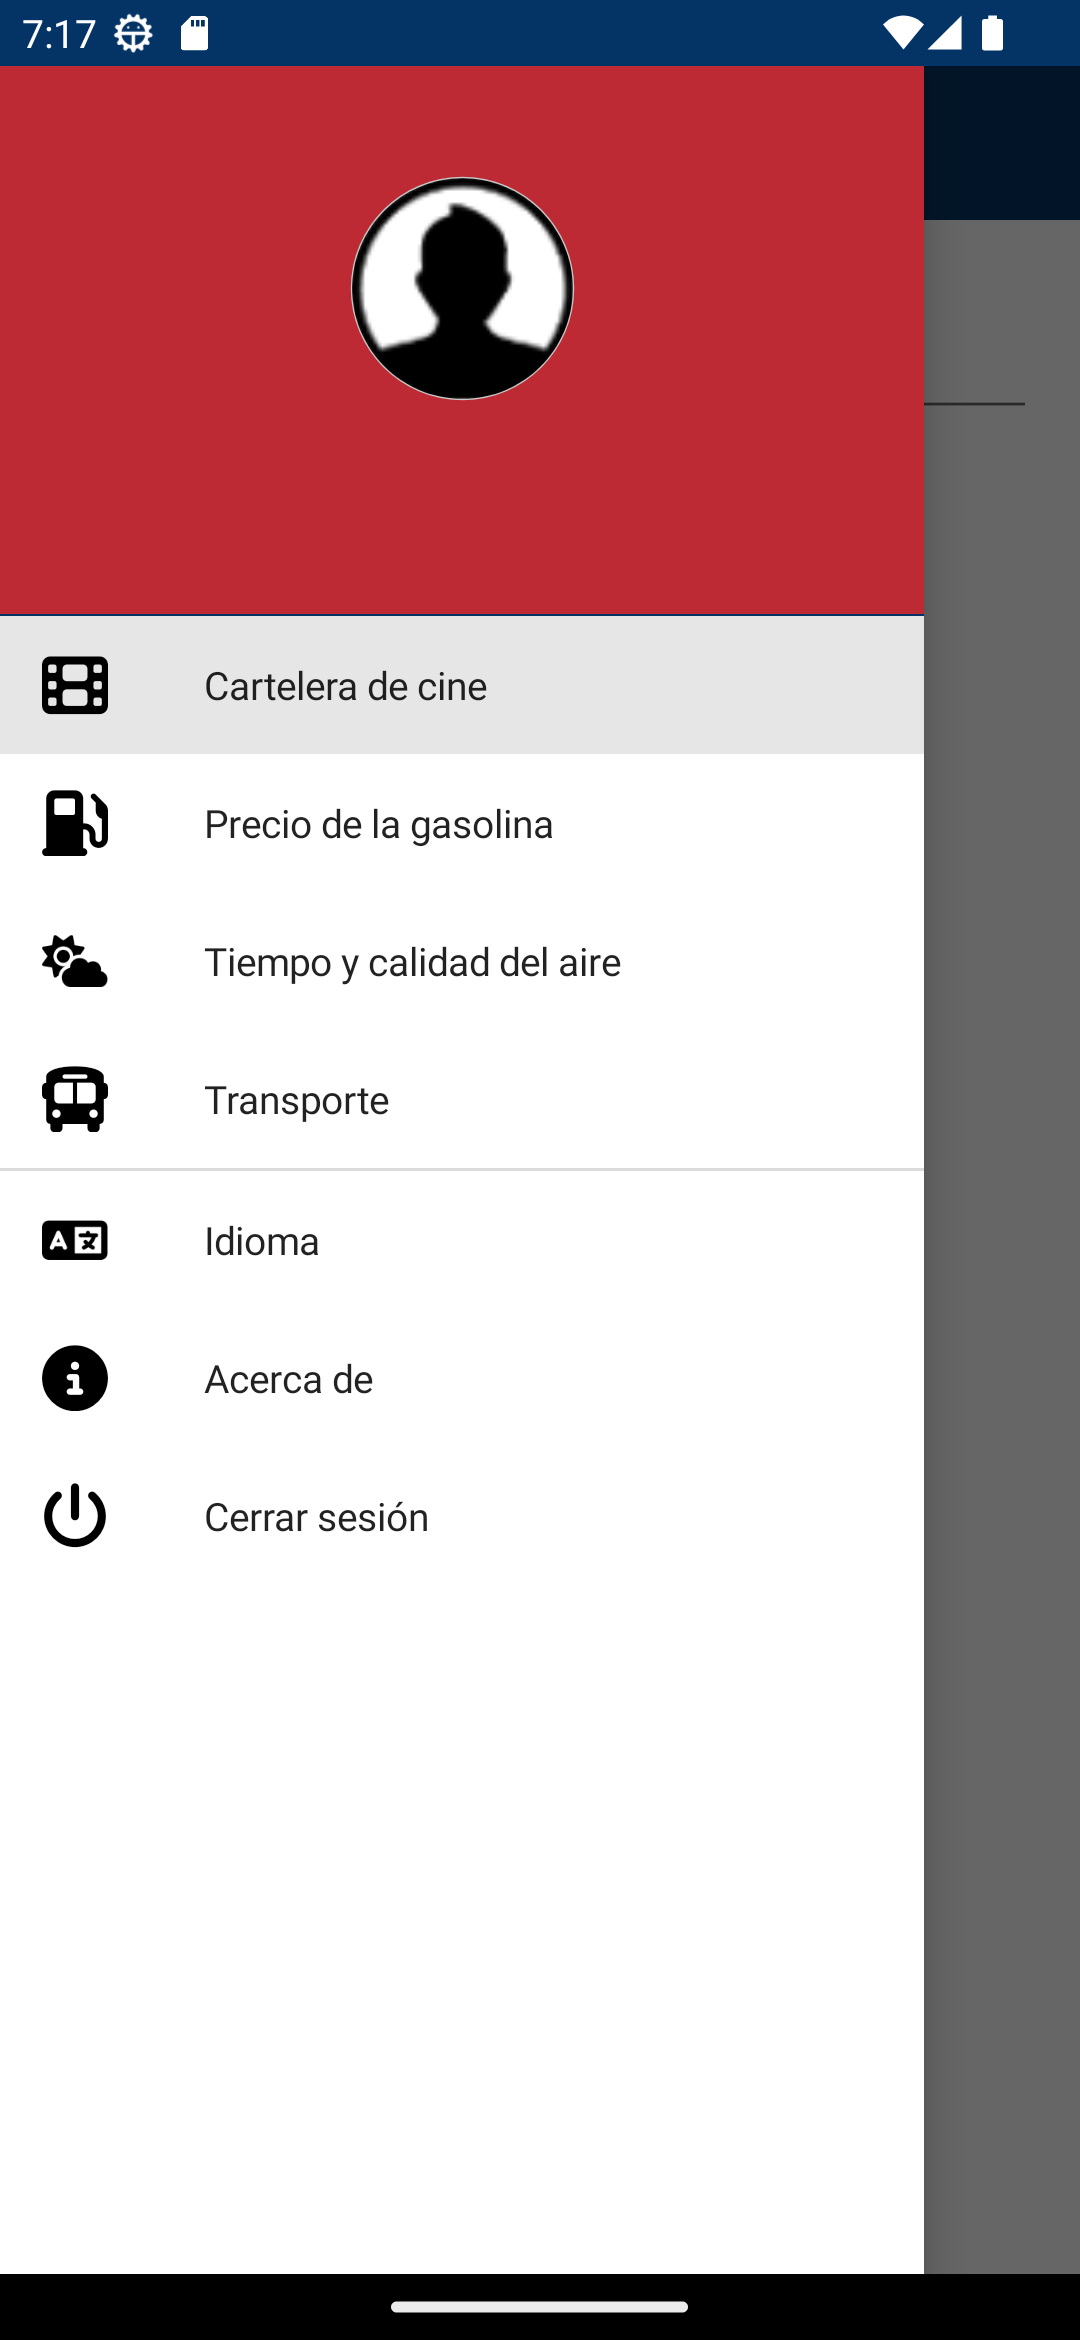 7:17
Cartelera de cine
Precio de la gasolina
Tiempo y calidad del aire
Transporte
A 文
Idioma
Acerca de
Cerrar sesión